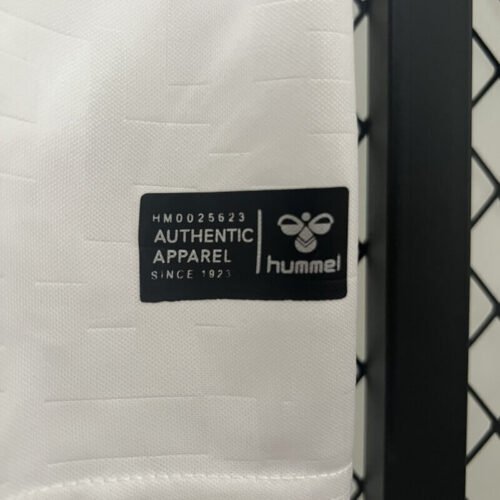 HM0025623
AUTHENTIC
APPAREL
SINCE 1923
hummel